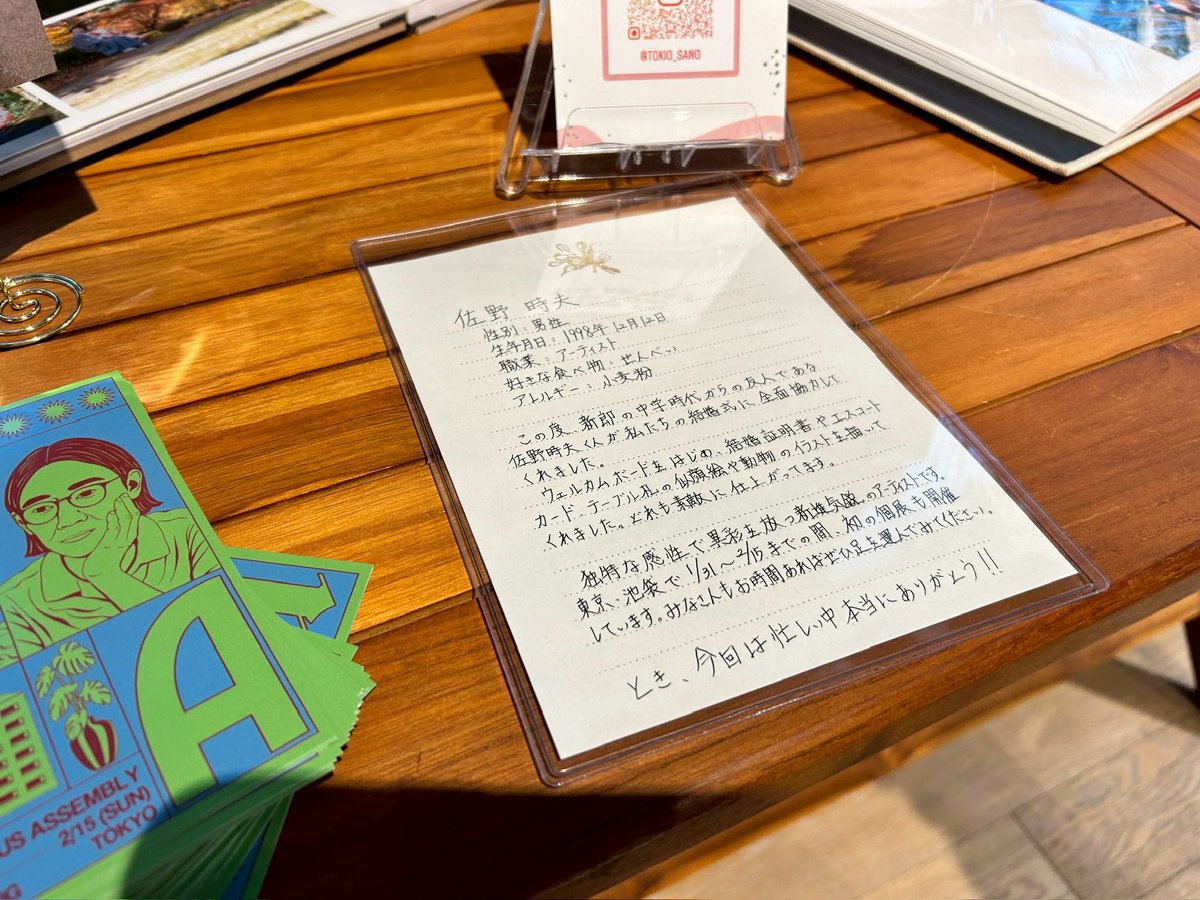 @TOKIO_SANO
佐野 時夫
性別：男性
生年月日：1998年12月12日
職業：アーティスト
好きな食べ物：せんべい
アレルギー：小麦粉
この度、新郎の中学時代からの友人である
佐野時夫くんが私たちの結婚式に全面協力して
くれました。
ウェルカムボードをはじめ、結婚証明書やエスコート
カード、テーブル札の似顔絵や動物のイラストを描いて
くれました。どれも素敵に仕上がってます。
独特な感性で異彩を放つ新進気鋭のアーティストです。
東京、池袋で1/31〜2/15までの間、初の個展も開催
しています。みなさんもお時間あればぜひ足を運んでみてください。
とき、今回は忙しい中本当にありがとう!!
A
US ASSEMBLY
2/15 (SUN)
TOKYO